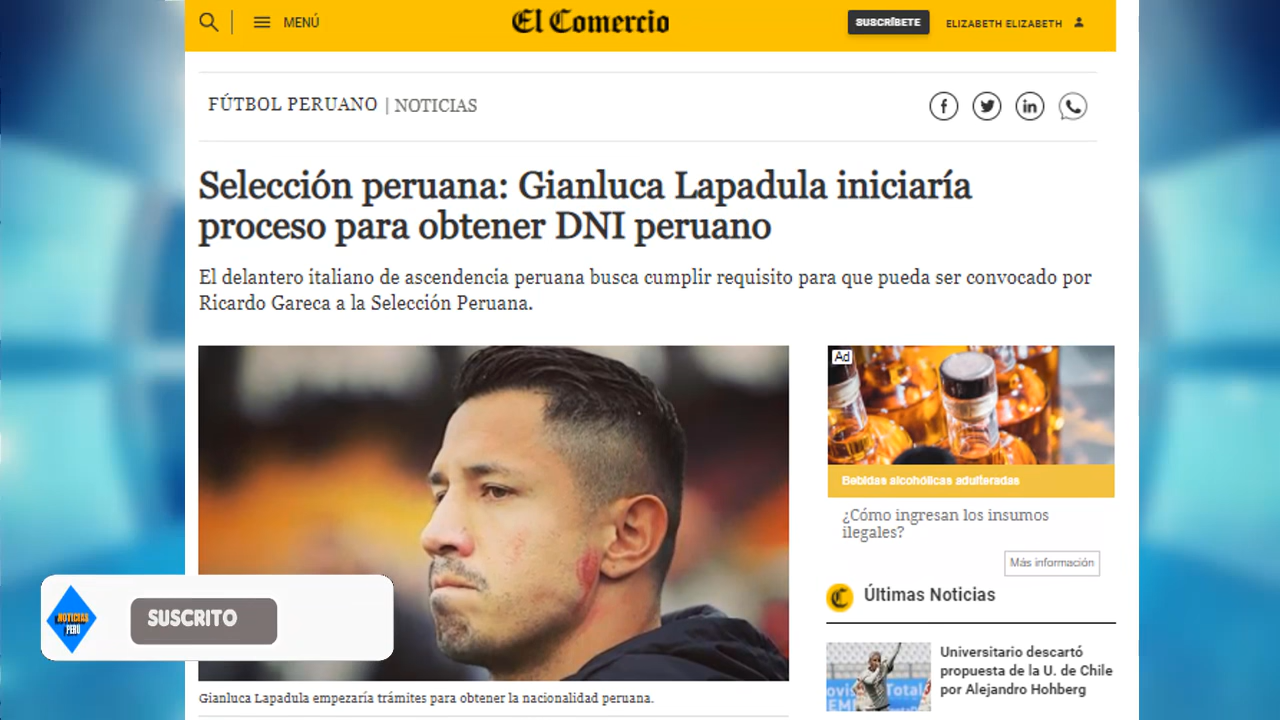 MENÚ
El Comercio
SUSCRÍBETE
ELIZABETH ELIZABETH
FÚTBOL PERUANO | NOTICIAS
Selección peruana: Gianluca Lapadula iniciaría
proceso para obtener DNI peruano
El delantero italiano de ascendencia peruana busca cumplir requisito para que pueda ser convocado por
Ricardo Gareca a la Selección Peruana.
Gianluca Lapadula empezaría trámites para obtener la nacionalidad peruana.
Ad
Bebidas alcohólicas adulteradas
¿Cómo ingresan los insumos
ilegales?
Más información
Últimas Noticias
Universitario descartó
propuesta de la U. de Chile
por Alejandro Hohberg
NOTICIAS
PERÚ
SUSCRITO